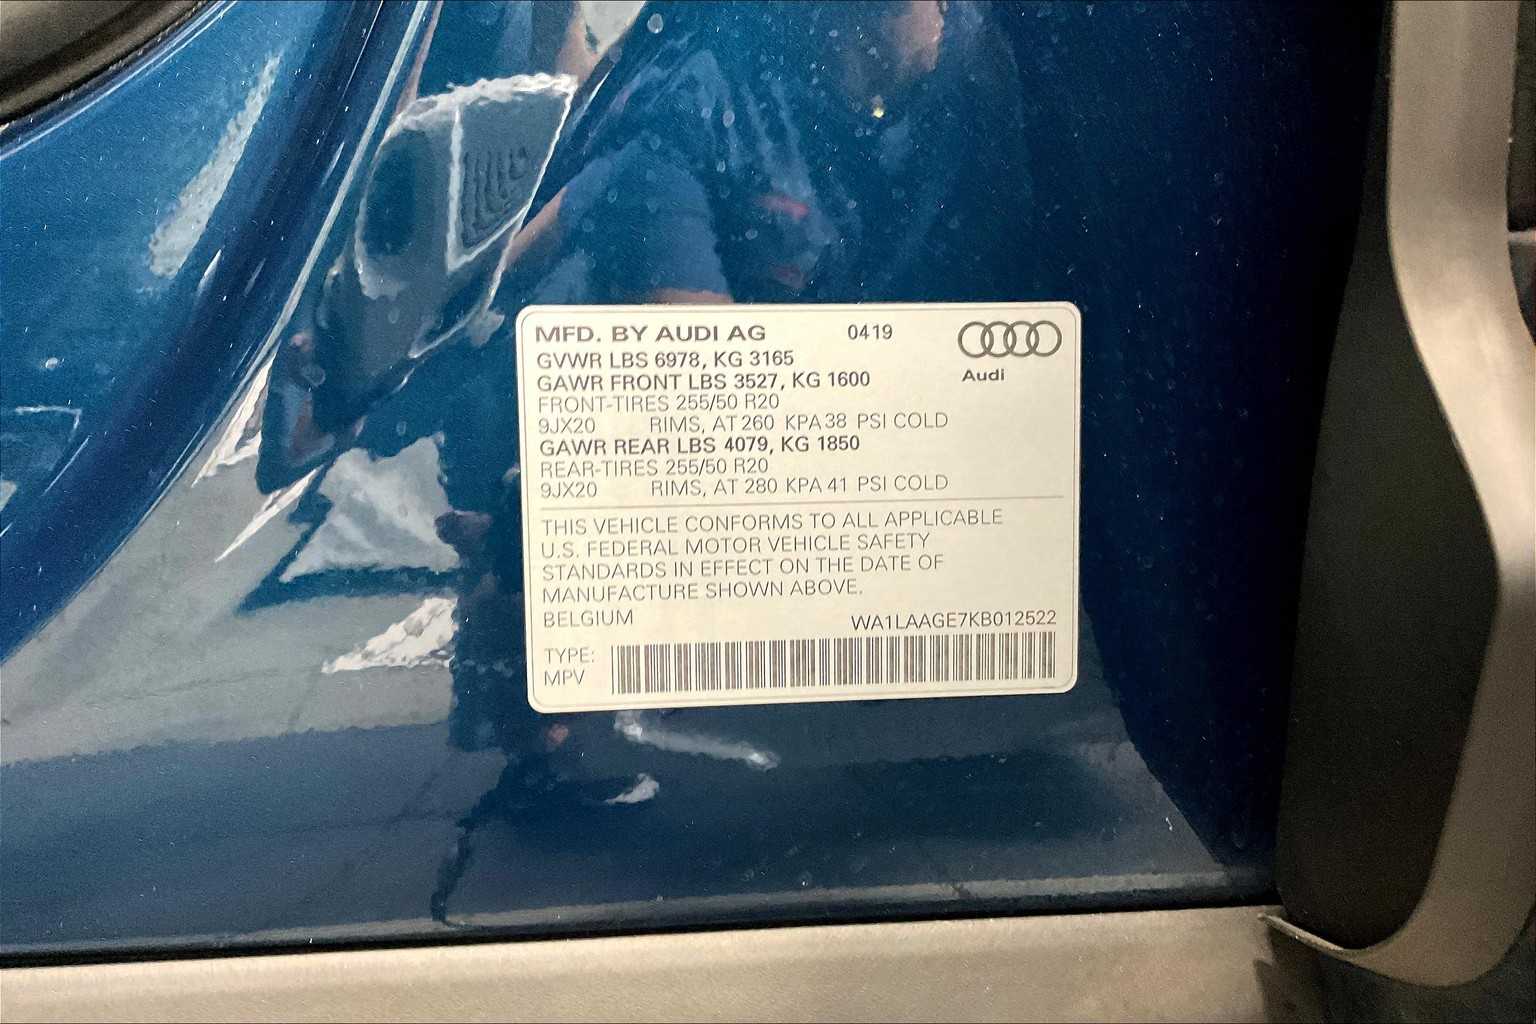 MFD. BY AUDI AG 0419
GVWR LBS 6978, KG 3165
GAWR FRONT LBS 3527, KG 1600
Audi
FRONT-TIRES 255/50 R20
9JX20 RIMS, AT 260 KPA 38 PSI COLD
GAWR REAR LBS 4079, KG 1850
REAR-TIRES 255/50 R20
9JX20 RIMS, AT 280 KPA 41 PSI COLD
THIS VEHICLE CONFORMS TO ALL APPLICABLE
U.S. FEDERAL MOTOR VEHICLE SAFETY
STANDARDS IN EFFECT ON THE DATE OF
MANUFACTURE SHOWN ABOVE.
BELGIUM WA1LAAGE7KB012522
TYPE:
MPV